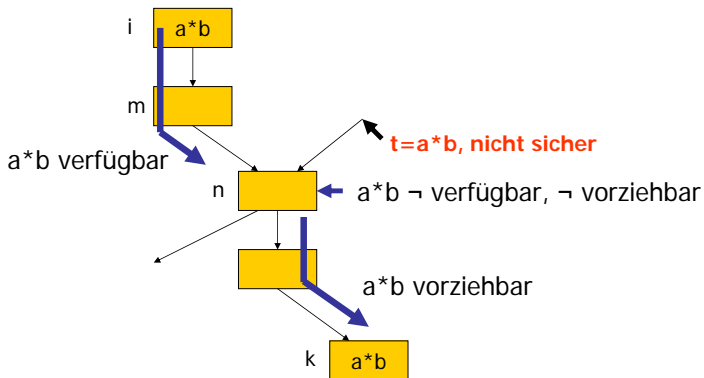 i
a*b
m
t=a*b, nicht sicher
a*b verfügbar
n
a*b ¬ verfügbar, ¬ vorziehbar
a*b vorziehbar
k
a*b